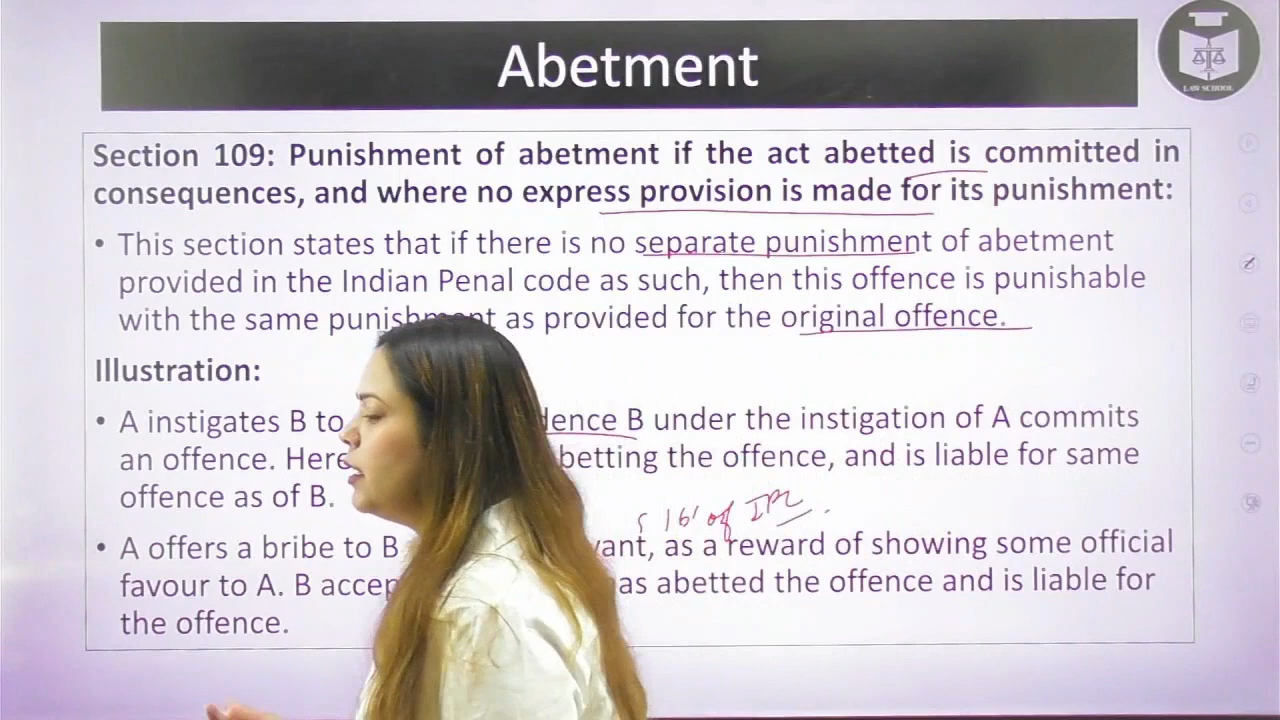 Abetment
LAW SCHOOL
Section 109: Punishment of abetment if the act abetted is committed in
consequences, and where no express provision is made for its punishment:
• This section states that if there is no separate punishment of abetment
provided in the Indian Penal code as such, then this offence is punishable
with the same punishment as provided for the original offence.
Illustration:
• A instigates B to B under the instigation of A commits
an offence. Here the offence, and is liable for same
offence as of B.
of IPC
• A offers a bribe to B as a reward of showing some official
favour to A. B as abetted the offence and is liable for
the offence.